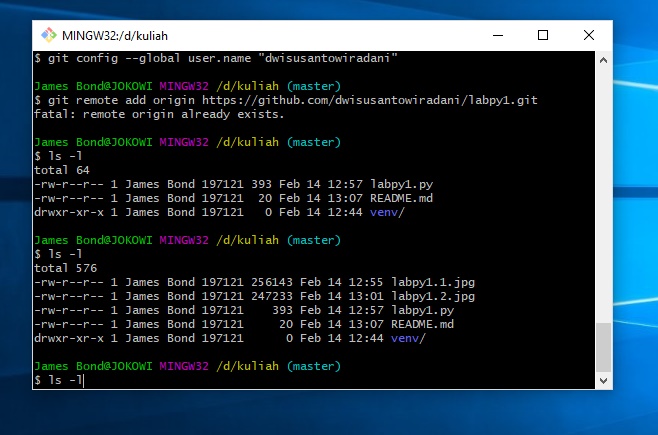 MINGW32:/d/kuliah
$ git config --global user.name "dwisusantowiradani"
James Bond@JOKOWI MINGW32 /d/kuliah (master)
$ git remote add origin https://github.com/dwisusantowiradani/labpy1.git
fatal: remote origin already exists.
James Bond@JOKOWI MINGW32 /d/kuliah (master)
$ ls -l
total 64
-rw-r--r-- 1 James Bond 197121 393 Feb 14 12:57 labpy1.py
-rw-r--r-- 1 James Bond 197121  20 Feb 14 13:07 README.md
drwxr-xr-x 1 James Bond 197121   0 Feb 14 12:44 venv/
James Bond@JOKOWI MINGW32 /d/kuliah (master)
$ ls -l
total 576
-rw-r--r-- 1 James Bond 197121 256143 Feb 14 12:55 labpy1.1.jpg
-rw-r--r-- 1 James Bond 197121 247233 Feb 14 13:01 labpy1.2.jpg
-rw-r--r-- 1 James Bond 197121    393 Feb 14 12:57 labpy1.py
-rw-r--r-- 1 James Bond 197121     20 Feb 14 13:07 README.md
drwxr-xr-x 1 James Bond 197121      0 Feb 14 12:44 venv/
James Bond@JOKOWI MINGW32 /d/kuliah (master)
$ ls -l